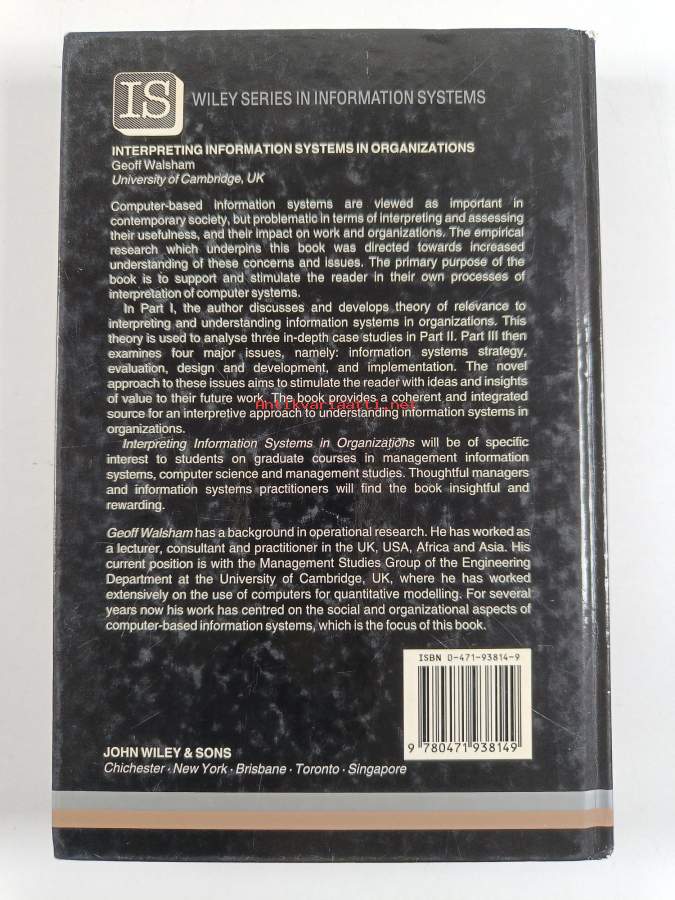 IS
WILEY SERIES IN INFORMATION SYSTEMS
INTERPRETING INFORMATION SYSTEMS IN ORGANIZATIONS
Geoff Walsham
University of Cambridge, UK
Computer-based information systems are viewed as important in
contemporary society, but problematic in terms of interpreting and assessing
their usefulness, and their impact on work and organizations. The empirical
research which underpins this book was directed towards increased
understanding of these concerns and issues. The primary purpose of the
book is to support and stimulate the reader in their own processes of
interpretation of computer systems.
In Part I, the author discusses and develops theory of relevance to
interpreting and understanding information systems in organizations. This
theory is used to analyse three in-depth case studies in Part II. Part III then
examines four major issues, namely: information systems strategy,
evaluation, design and development, and implementation. The novel
approach to these issues aims to stimulate the reader with ideas and insights
of value to their future work. The book provides a coherent and integrated
Antikvariaatti.net
source for an interpretive approach to understanding information systems in
organizations.
Interpreting Information Systems in Organizations will be of specific
interest to students on graduate courses in management information
systems, computer science and management studies. Thoughtful managers
and information systems practitioners will find the book insightful and
rewarding.
Geoff Walsham has a background in operational research. He has worked as
a lecturer, consultant and practitioner in the UK, USA, Africa and Asia. His
current position is with the Management Studies Group of the Engineering
Department at the University of Cambridge, UK, where he has worked
extensively on the use of computers for quantitative modelling. For several
years now his work has centred on the social and organizational aspects of
computer-based information systems, which is the focus of this book.
ISBN 0-471-93814-9
9 780471 938149
JOHN WILEY & SONS
Chichester · New York · Brisbane · Toronto · Singapore